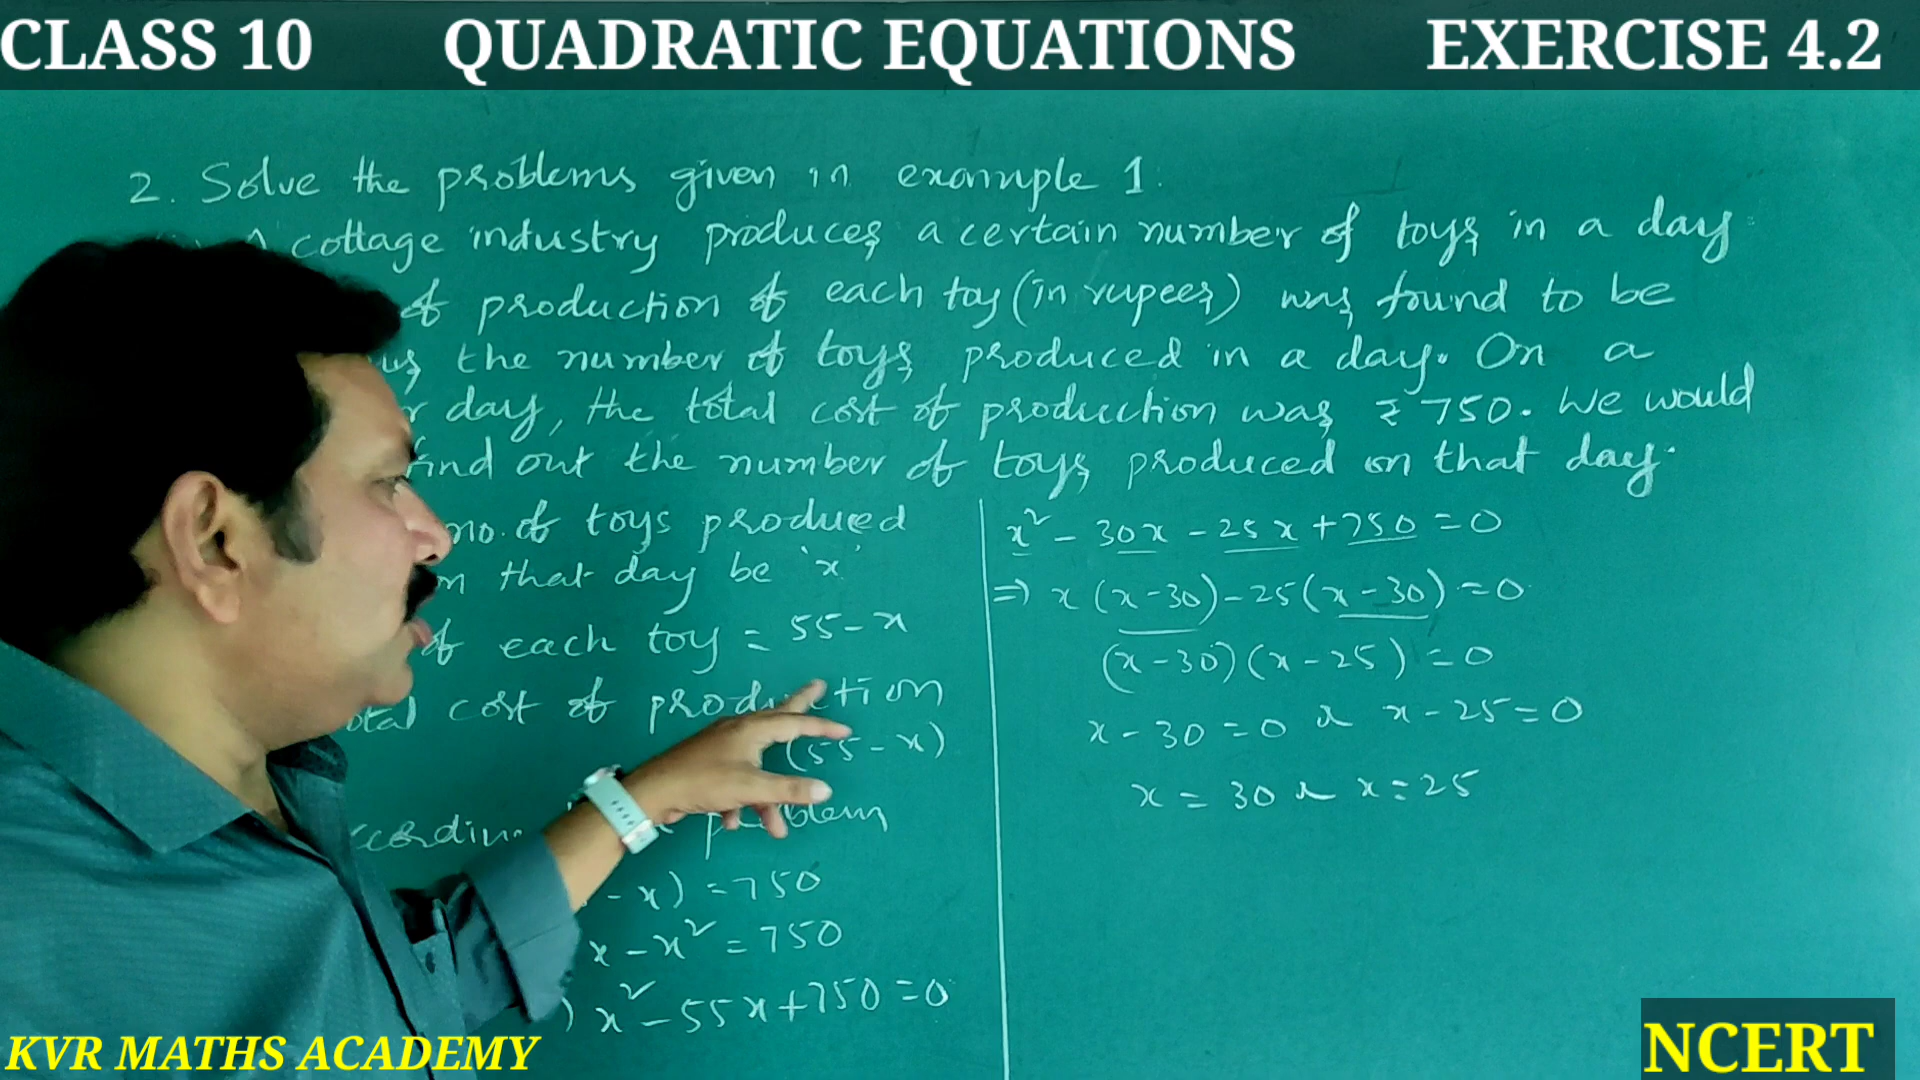 CLASS 10 QUADRATIC EQUATIONS EXERCISE 4.2
2. Solve the problems given in example 1.
A cottage industry produces a certain number of toys in a day
of production of each toy (in rupees) was found to be
the number of toys produced in a day. On a
day, the total cost of production was ₹ 750. We would
find out the number of toys produced on that day.
no. of toys produced
that day be 'x'
of each toy = 55 - x
cost of production
(55 - x)
problem
- x) = 750
x - x² = 750
x² - 55x + 750 = 0
x² - 30x - 25x + 750 = 0
⇒ x(x - 30) - 25(x - 30) = 0
(x - 30)(x - 25) = 0
x - 30 = 0 or x - 25 = 0
x = 30 or x = 25
KVR MATHS ACADEMY
NCERT